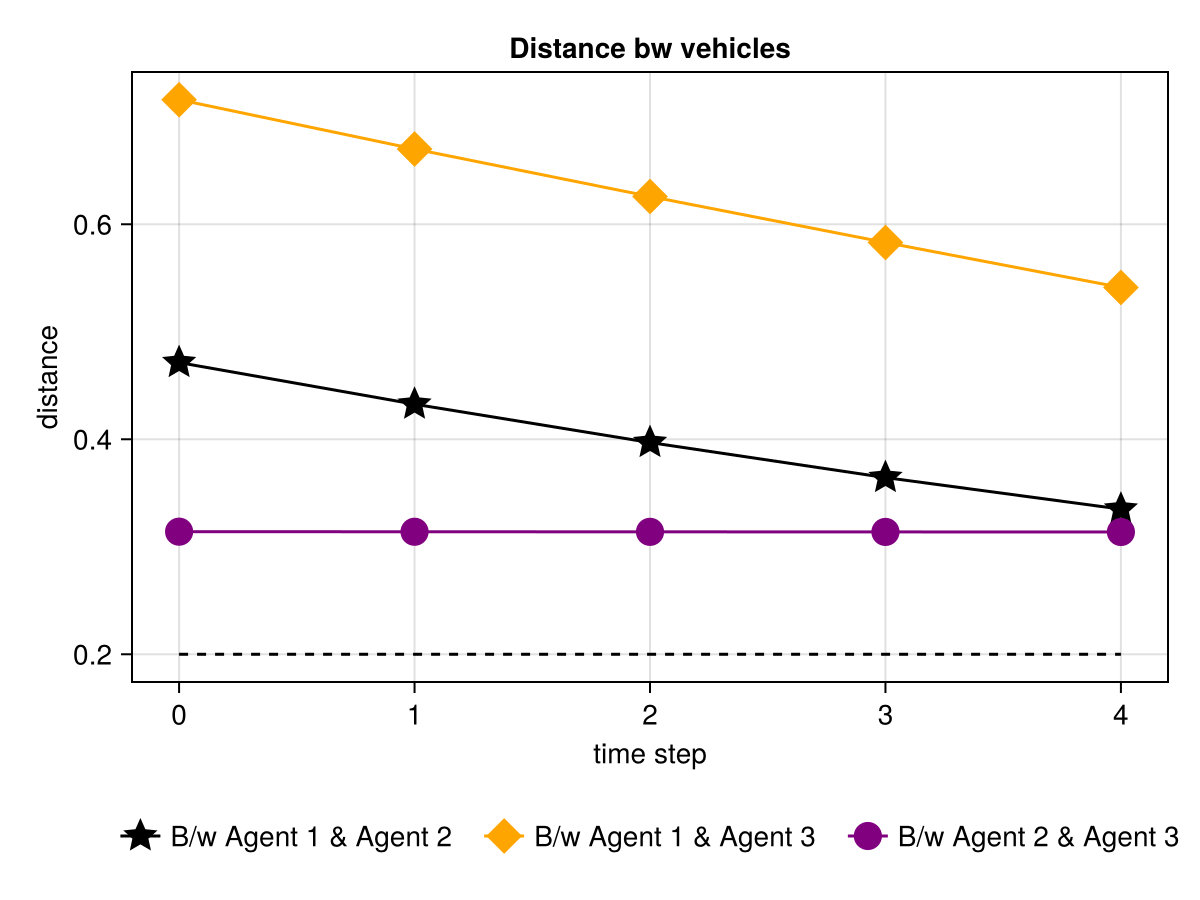 Distance bw vehicles
distance
0.6
0.4
0.2
0 1 2 3 4
time step
B/w Agent 1 & Agent 2 B/w Agent 1 & Agent 3 B/w Agent 2 & Agent 3